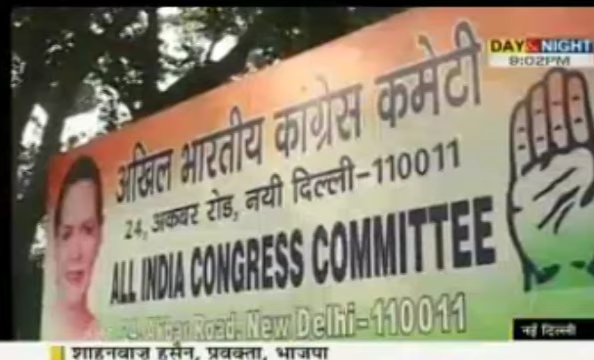 DAY & NIGHT
9:02PM
अखिल भारतीय कांग्रेस कमेटी
24, अकबर रोड, नयी दिल्ली-110011
ALL INDIA CONGRESS COMMITTEE
Road, New Delhi-110011
नई दिल्ली
शाहनवाज हुसैन, प्रवक्ता, भाजपा